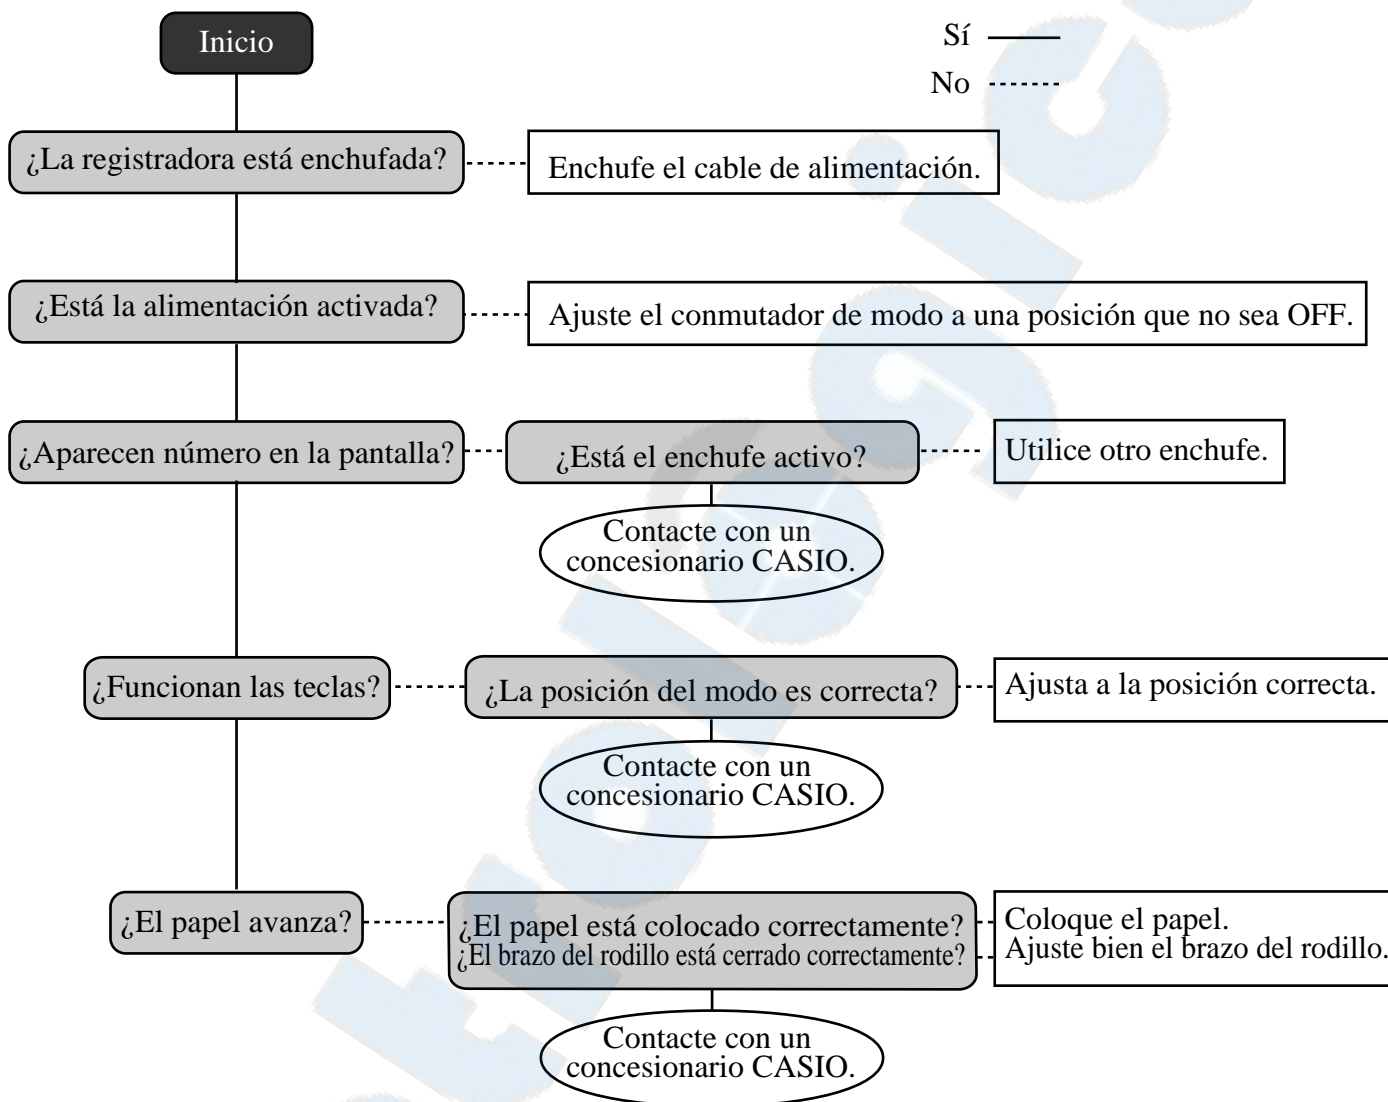 Inicio
Sí
No
¿La registradora está enchufada?
Enchufe el cable de alimentación.
¿Está la alimentación activada?
Ajuste el conmutador de modo a una posición que no sea OFF.
¿Aparecen número en la pantalla?
¿Está el enchufe activo?
Utilice otro enchufe.
Contacte con un
concesionario CASIO.
¿Funcionan las teclas?
¿La posición del modo es correcta?
Ajusta a la posición correcta.
Contacte con un
concesionario CASIO.
¿El papel avanza?
¿El papel está colocado correctamente?
¿El brazo del rodillo está cerrado correctamente?
Coloque el papel.
Ajuste bien el brazo del rodillo.
Contacte con un
concesionario CASIO.